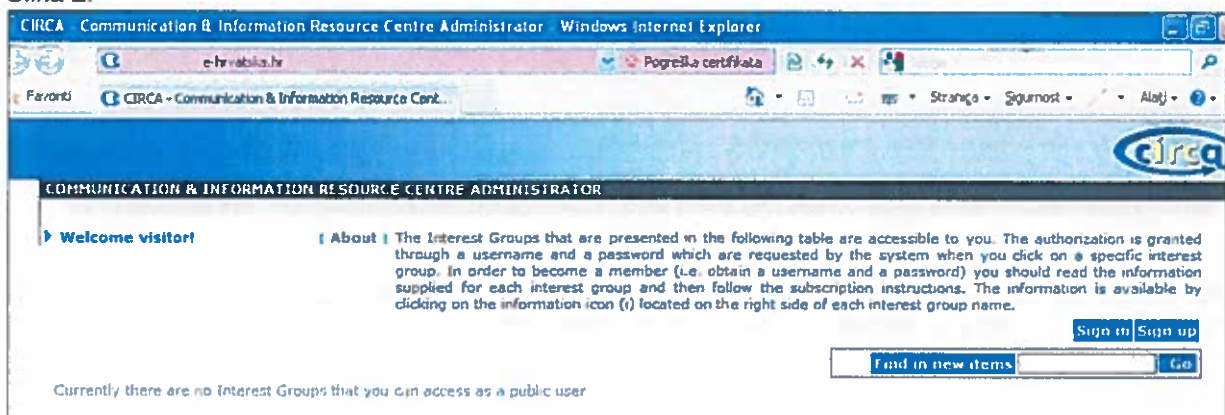 CIRCA - Communication & Information Resource Centre Administrator - Windows Internet Explorer
e-hrvatska.hr
Pogreška certifikata
Favoriti
CIRCA - Communication & Information Resource Cent...
Stranica
Sigurnost
Alati
circa
COMMUNICATION & INFORMATION RESOURCE CENTRE ADMINISTRATOR
Welcome visitor!
[ About ]
The Interest Groups that are presented in the following table are accessible to you. The authorization is granted
through a username and a password which are requested by the system when you click on a specific interest
group. In order to become a member (i.e. obtain a username and a password) you should read the information
supplied for each interest group and then follow the subscription instructions. The information is available by
clicking on the information icon (i) located on the right side of each interest group name.
Sign in Sign up
Find in new items Go
Currently there are no Interest Groups that you can access as a public user